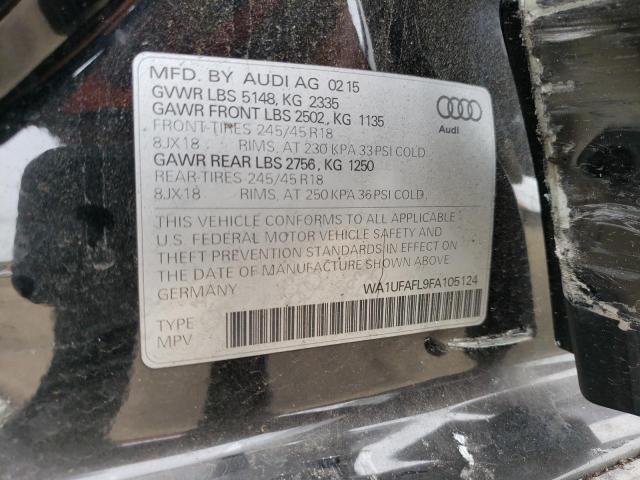 MFD. BY AUDI AG 02 15
GVWR LBS 5148, KG 2335
GAWR FRONT LBS 2502, KG 1135
FRONT-TIRES 245/45 R18
8JX18 RIMS, AT 230 KPA 33 PSI COLD
GAWR REAR LBS 2756, KG 1250
REAR-TIRES 245/45 R18
8JX18 RIMS, AT 250 KPA 36 PSI COLD
Audi
THIS VEHICLE CONFORMS TO ALL APPLICABLE
U.S. FEDERAL MOTOR VEHICLE SAFETY AND
THEFT PREVENTION STANDARDS IN EFFECT ON
THE DATE OF MANUFACTURE SHOWN ABOVE
GERMANY WA1UFAFL9FA105124
TYPE
MPV